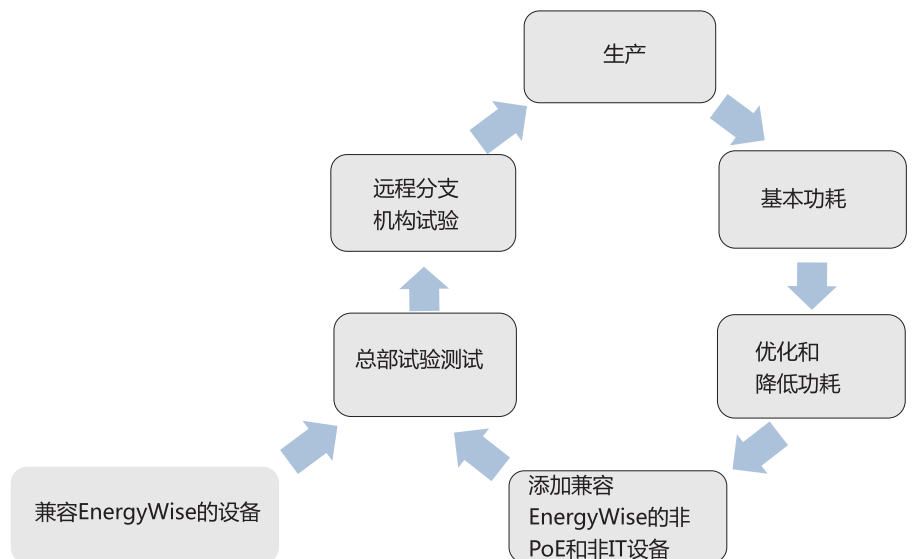 生产
远程分支
机构试验
基本功耗
总部试验测试
优化和
降低功耗
兼容EnergyWise的设备
添加兼容
EnergyWise的非
PoE和非IT设备